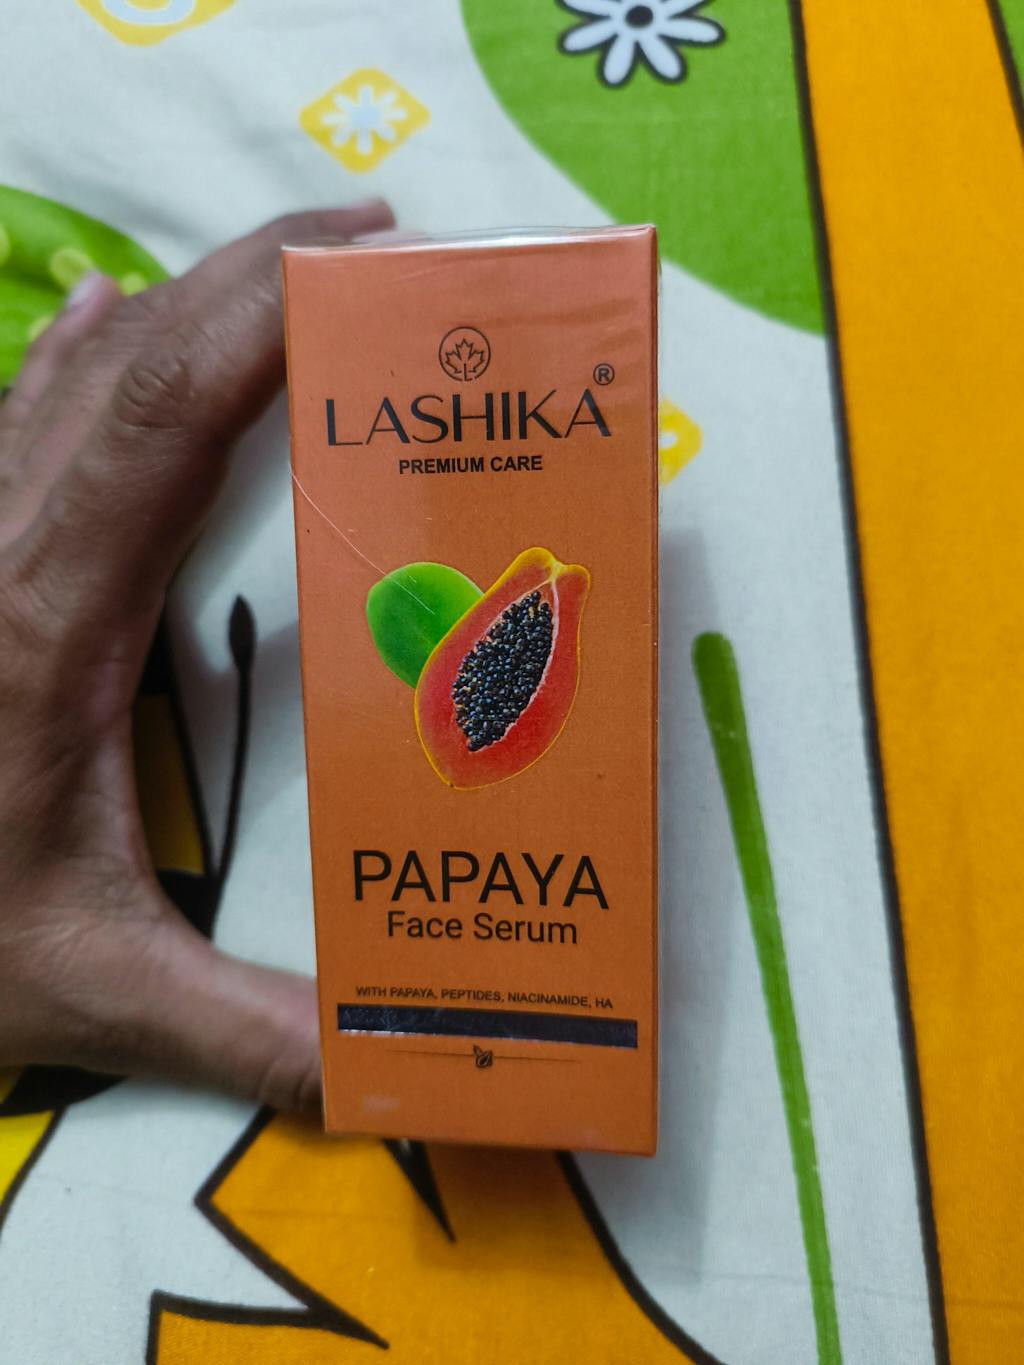 LASHIKA®
PREMIUM CARE
PAPAYA
Face Serum
WITH PAPAYA, PEPTIDES, NIACINAMIDE, HA